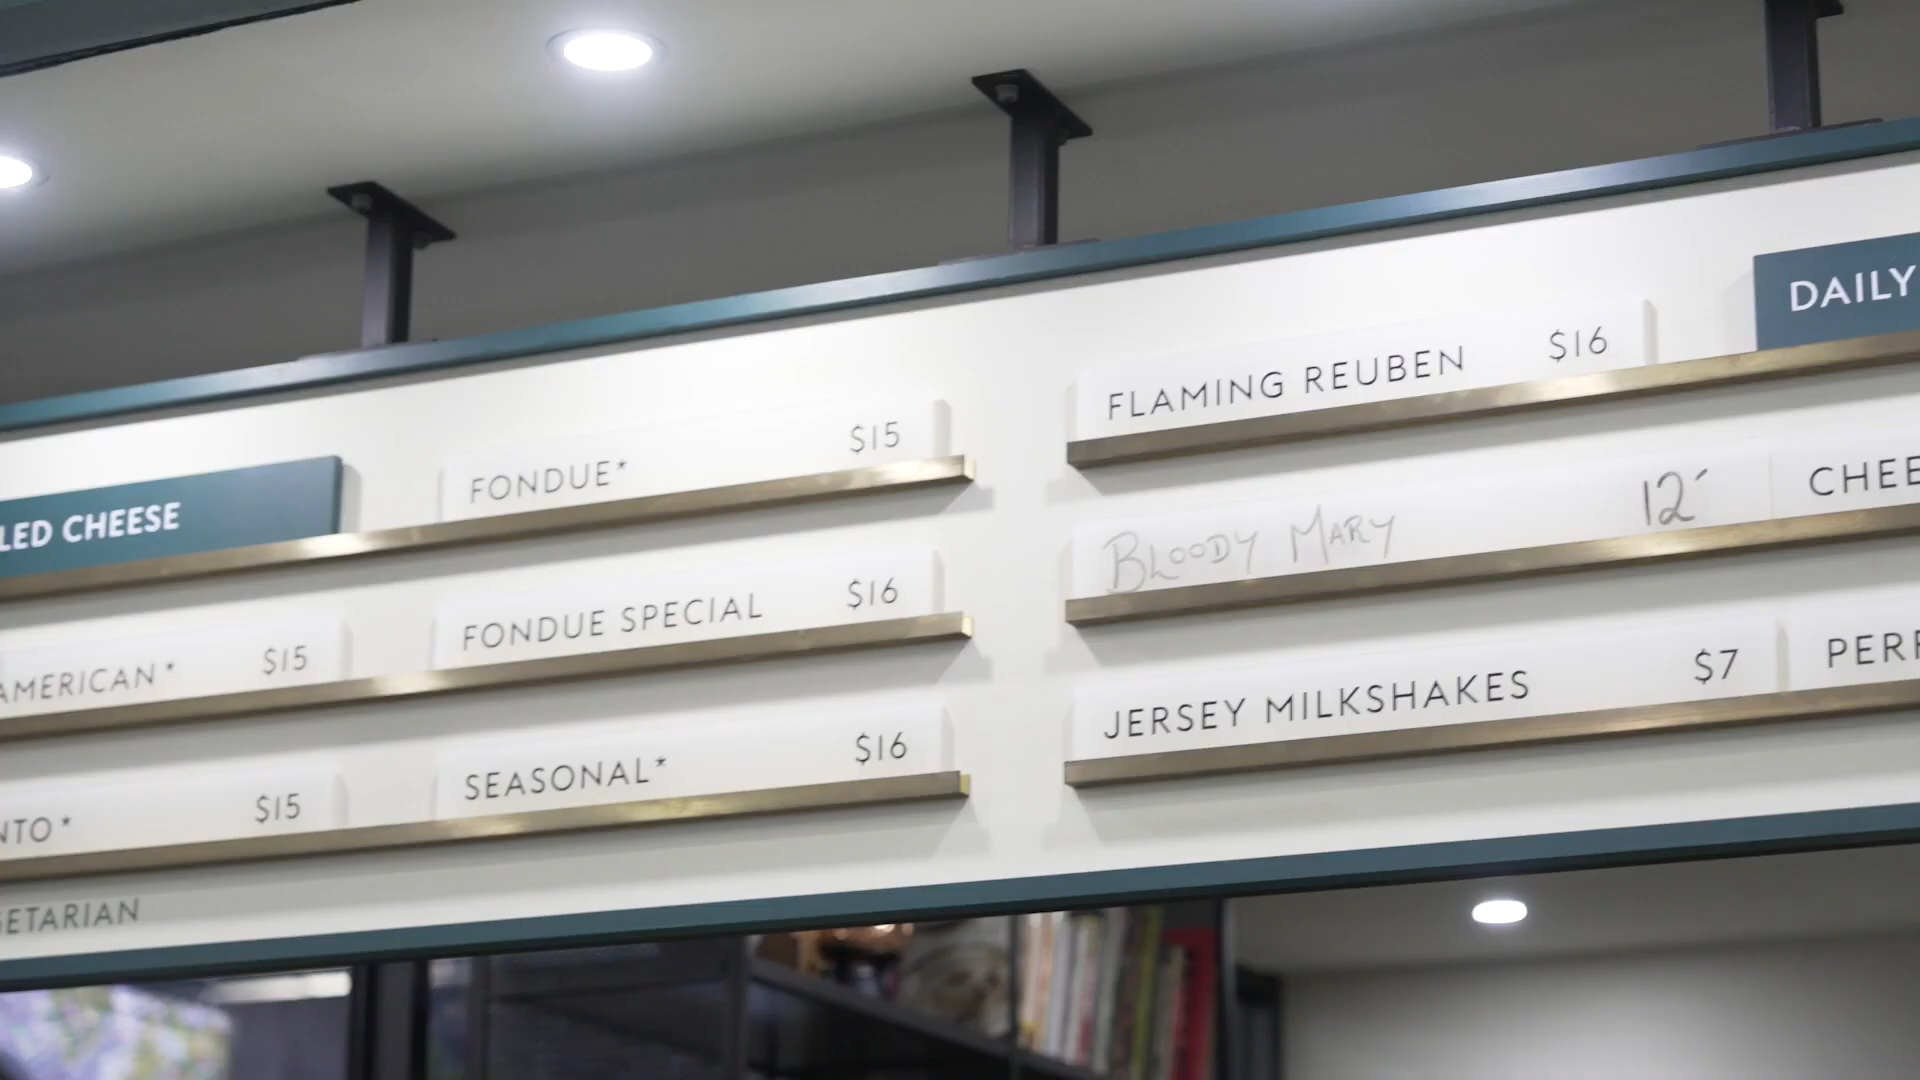 LED CHEESE
AMERICAN* $15
NTO* $15
GETARIAN
FONDUE* $15
FONDUE SPECIAL $16
SEASONAL* $16
FLAMING REUBEN $16
BLOODY MARY 12
JERSEY MILKSHAKES $7
DAILY
CHEE
PERF